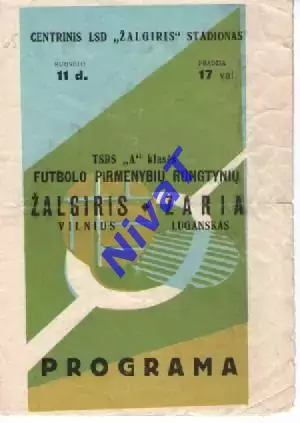 CENTRINIS LSD „ŽALGIRIS" STADIONAS
RUGSĖJO PRADŽIA
11 d. 17 val.
TSRS „A" klasės
FUTBOLO PIRMENYBIŲ RUNGTYNIŲ
ŽALGIRIS - ZARIA
VILNIUS LUGANSKAS
NivaT
PROGRAMA